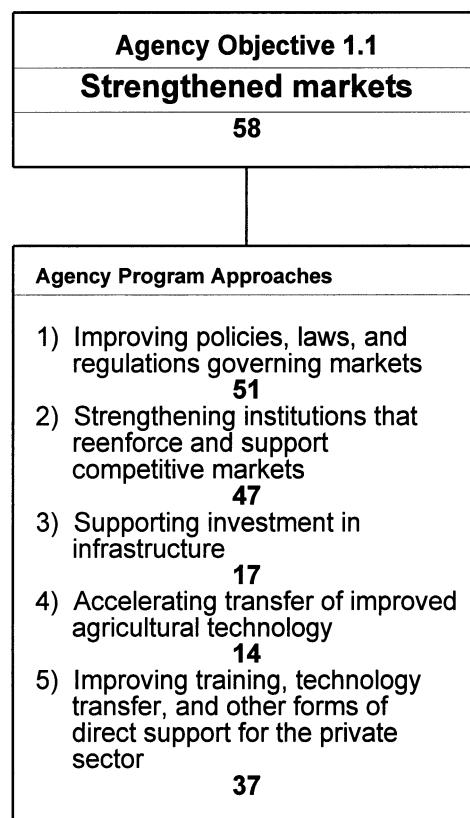 Agency Objective 1.1
Strengthened markets
58
Agency Program Approaches
1) Improving policies, laws, and
regulations governing markets
51
2) Strengthening institutions that
reenforce and support
competitive markets
47
3) Supporting investment in
infrastructure
17
4) Accelerating transfer of improved
agricultural technology
14
5) Improving training, technology
transfer, and other forms of
direct support for the private
sector
37